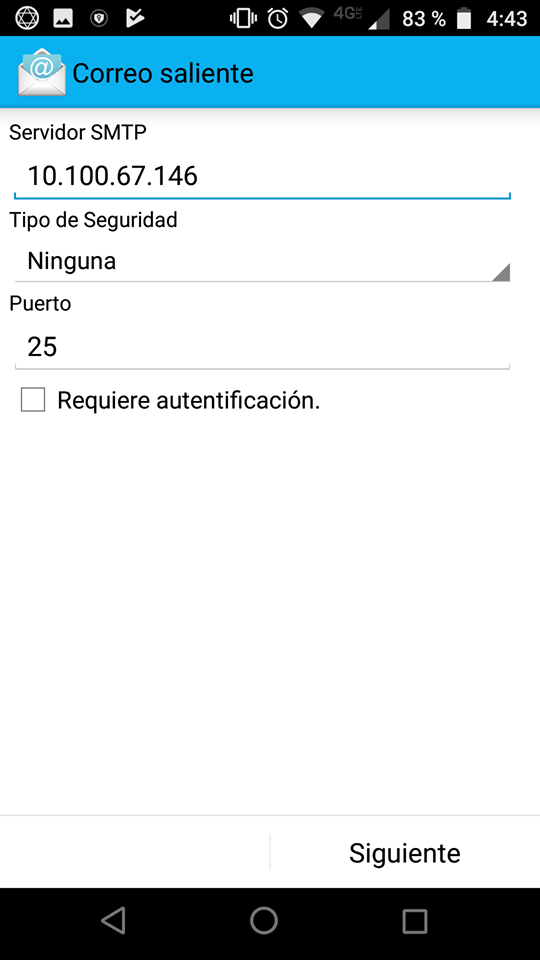 4G LTE 83 % 4:43
@ Correo saliente
Servidor SMTP
10.100.67.146
Tipo de Seguridad
Ninguna
Puerto
25
Requiere autentificación.
Siguiente